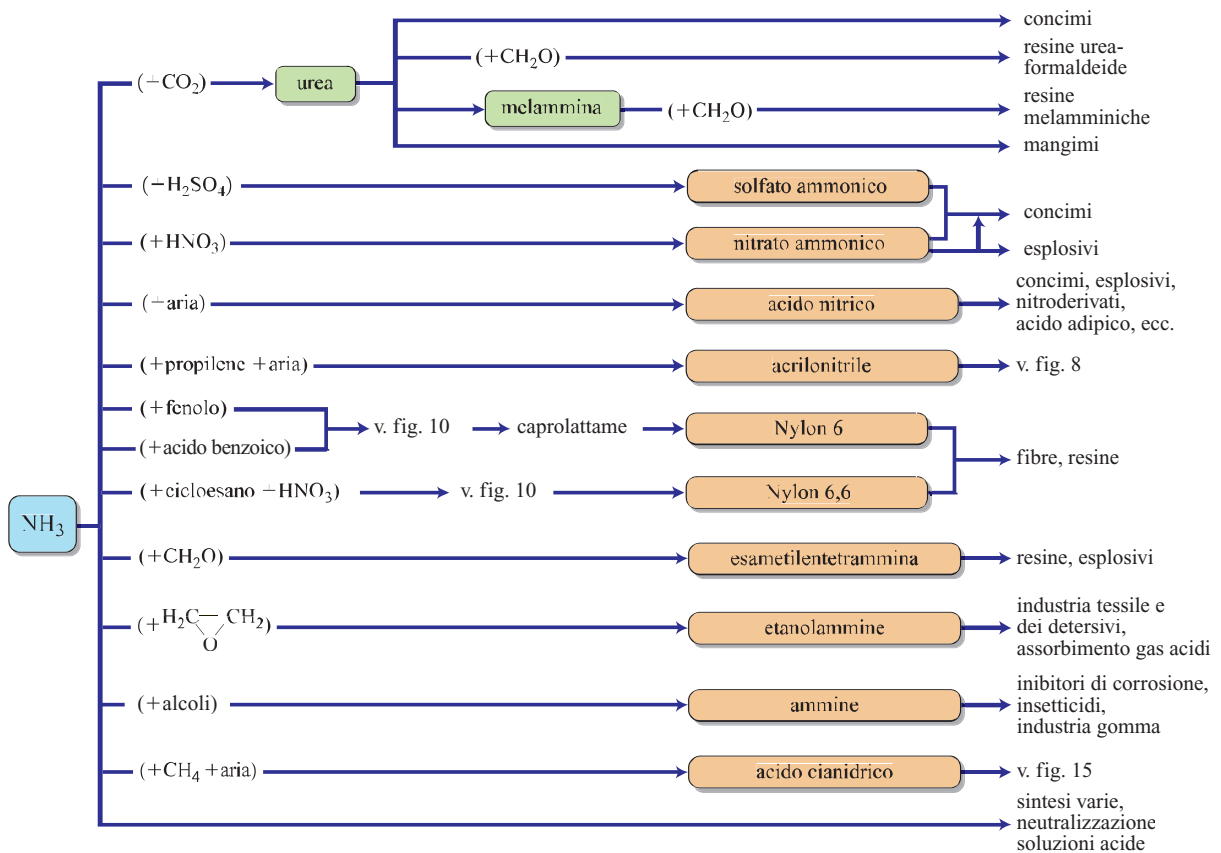 concimi
(+CH₂O)
resine urea-
formaldeide
(+CO₂)
urea
melammina
(+CH₂O)
resine
melamminiche
mangimi
(+H₂SO₄)
solfato ammonico
concimi
(+HNO₃)
nitrato ammonico
esplosivi
(+aria)
acido nitrico
concimi, esplosivi,
nitroderivati,
acido adipico, ecc.
(+propilene +aria)
acrilonitrile
v. fig. 8
(+fenolo)
(+acido benzoico)
v. fig. 10
caprolattame
Nylon 6
fibre, resine
(+cicloesano +HNO₃)
v. fig. 10
Nylon 6,6
NH₃
(+CH₂O)
esametilentetrammina
resine, esplosivi
(+H₂C CH₂)
O
etanolammine
industria tessile e
dei detersivi,
assorbimento gas acidi
(+alcoli)
ammine
inibitori di corrosione,
insetticidi,
industria gomma
(+CH₄ +aria)
acido cianidrico
v. fig. 15
sintesi varie,
neutralizzazione
soluzioni acide